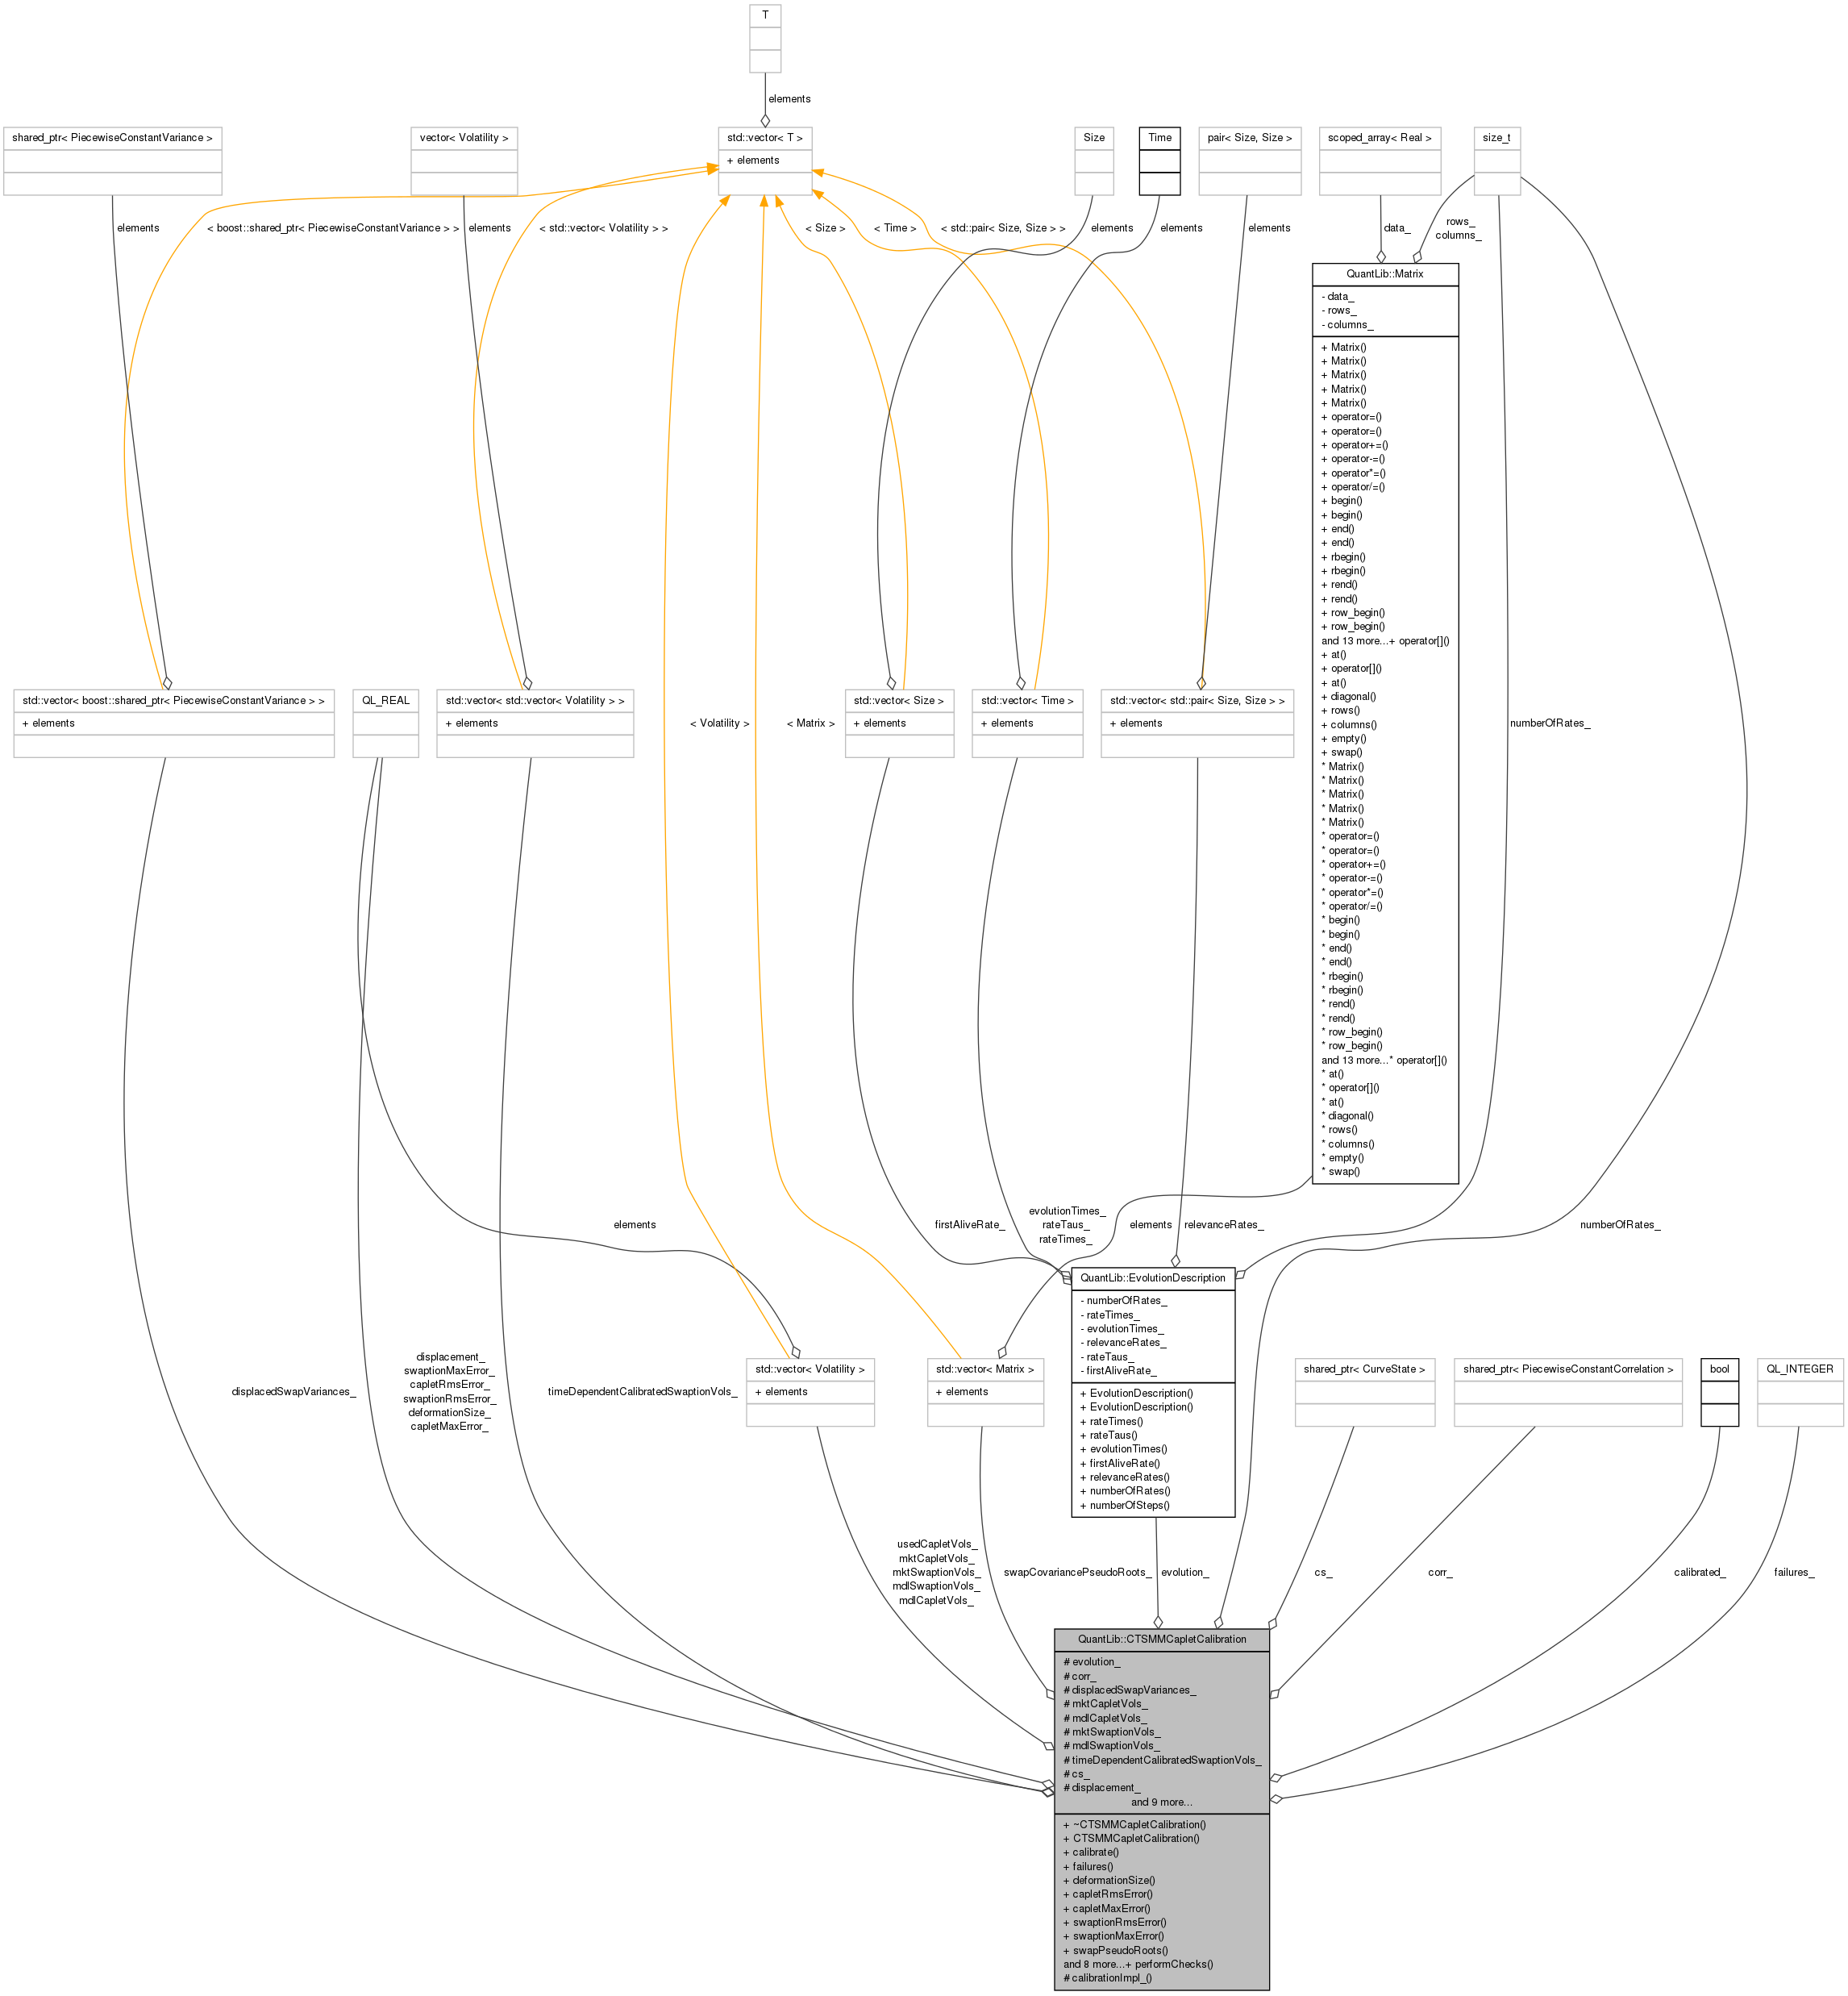 T
elements
shared_ptr< PiecewiseConstantVariance >
vector< Volatility >
std::vector< T >
+ elements
Size
Time
pair< Size, Size >
scoped_array< Real >
size_t
elements
< boost::shared_ptr< PiecewiseConstantVariance > >
elements
< std::vector< Volatility > >
< Size >
< Time >
< std::pair< Size, Size > >
elements
elements
elements
data_
rows_
columns_
QuantLib::Matrix
- data_
- rows_
- columns_
+ Matrix()
+ Matrix()
+ Matrix()
+ Matrix()
+ Matrix()
+ operator=()
+ operator=()
+ operator+=()
+ operator-=()
+ operator*=()
+ operator/=()
+ begin()
+ begin()
+ end()
+ end()
+ rbegin()
+ rbegin()
+ rend()
+ rend()
+ row_begin()
+ row_begin()
and 13 more...+ operator[]()
+ at()
+ operator[]()
+ at()
+ diagonal()
+ rows()
+ columns()
+ empty()
+ swap()
* Matrix()
* Matrix()
* Matrix()
* Matrix()
* Matrix()
* operator=()
* operator=()
* operator+=()
* operator-=()
* operator*=()
* operator/=()
* begin()
* begin()
* end()
* end()
* rbegin()
* rbegin()
* rend()
* rend()
* row_begin()
* row_begin()
and 13 more...* operator[]()
* at()
* operator[]()
* at()
* diagonal()
* rows()
* columns()
* empty()
* swap()
std::vector< boost::shared_ptr< PiecewiseConstantVariance > >
+ elements
QL_REAL
std::vector< std::vector< Volatility > >
+ elements
< Volatility >
< Matrix >
std::vector< Size >
+ elements
std::vector< Time >
+ elements
std::vector< std::pair< Size, Size > >
+ elements
numberOfRates_
elements
firstAliveRate_
evolutionTimes_
rateTaus_
rateTimes_
elements
relevanceRates_
numberOfRates_
QuantLib::EvolutionDescription
- numberOfRates_
- rateTimes_
- evolutionTimes_
- relevanceRates_
- rateTaus_
- firstAliveRate_
+ EvolutionDescription()
+ EvolutionDescription()
+ rateTimes()
+ rateTaus()
+ evolutionTimes()
+ firstAliveRate()
+ relevanceRates()
+ numberOfRates()
+ numberOfSteps()
displacedSwapVariances_
displacement_
swaptionMaxError_
capletRmsError_
swaptionRmsError_
deformationSize_
capletMaxError_
timeDependentCalibratedSwaptionVols_
std::vector< Volatility >
+ elements
std::vector< Matrix >
+ elements
shared_ptr< CurveState >
shared_ptr< PiecewiseConstantCorrelation >
bool
QL_INTEGER
usedCapletVols_
mktCapletVols_
mktSwaptionVols_
mdlSwaptionVols_
mdlCapletVols_
swapCovariancePseudoRoots_
evolution_
cs_
corr_
calibrated_
failures_
QuantLib::CTSMMCapletCalibration
# evolution_
# corr_
# displacedSwapVariances_
# mktCapletVols_
# mdlCapletVols_
# mktSwaptionVols_
# mdlSwaptionVols_
# timeDependentCalibratedSwaptionVols_
# cs_
# displacement_
and 9 more...
+ ~CTSMMCapletCalibration()
+ CTSMMCapletCalibration()
+ calibrate()
+ failures()
+ deformationSize()
+ capletRmsError()
+ capletMaxError()
+ swaptionRmsError()
+ swaptionMaxError()
+ swapPseudoRoots()
and 8 more...+ performChecks()
# calibrationImpl_()